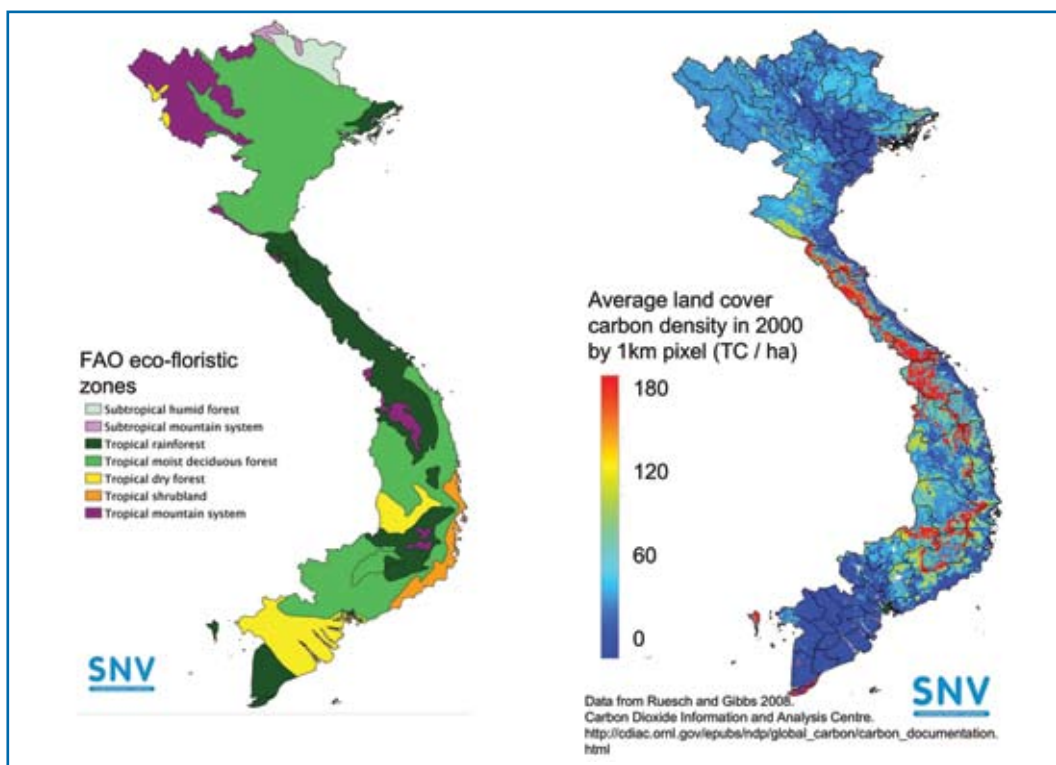 FAO eco-floristic
zones
Subtropical humid forest
Subtropical mountain system
Tropical rainforest
Tropical moist deciduous forest
Tropical dry forest
Tropical shrubland
Tropical mountain system
SNV
Average land cover
carbon density in 2000
by 1km pixel (TC / ha)
180
120
60
0
SNV
Data from Ruesch and Gibbs 2008.
Carbon Dioxide Information and Analysis Centre.
http://cdiac.ornl.gov/epubs/ndp/global_carbon/carbon_documentation.
html